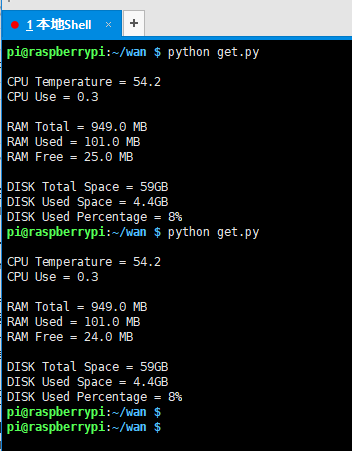 1 本地Shell
pi@raspberrypi:~/wan $ python get.py
CPU Temperature = 54.2
CPU Use = 0.3
RAM Total = 949.0 MB
RAM Used = 101.0 MB
RAM Free = 25.0 MB
DISK Total Space = 59GB
DISK Used Space = 4.4GB
DISK Used Percentage = 8%
pi@raspberrypi:~/wan $ python get.py
CPU Temperature = 54.2
CPU Use = 0.3
RAM Total = 949.0 MB
RAM Used = 101.0 MB
RAM Free = 24.0 MB
DISK Total Space = 59GB
DISK Used Space = 4.4GB
DISK Used Percentage = 8%
pi@raspberrypi:~/wan $
pi@raspberrypi:~/wan $